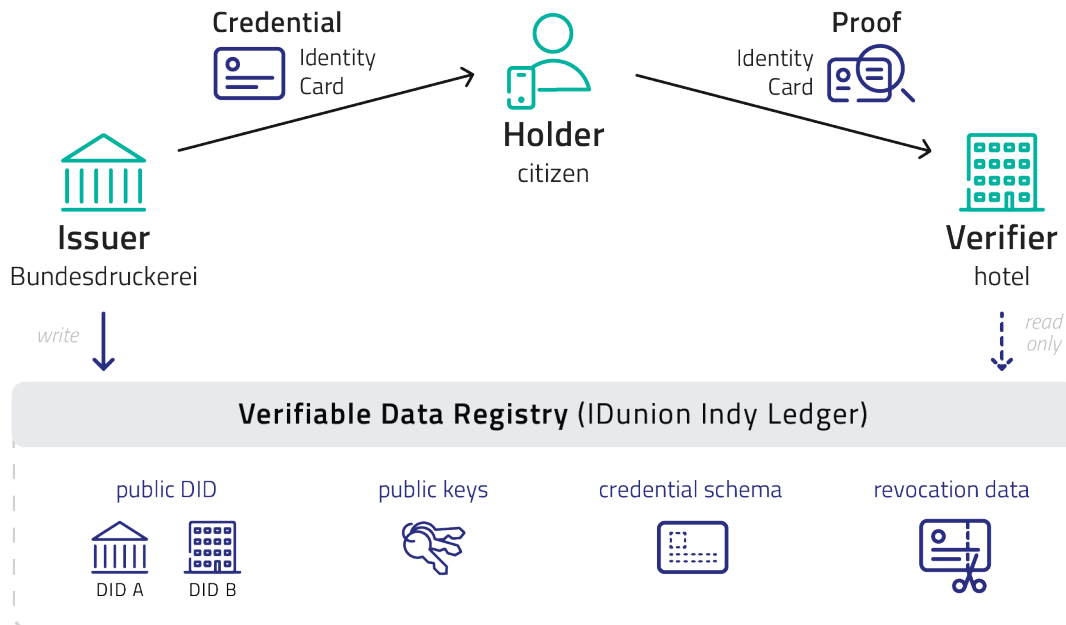 Credential
Identity
Card
Proof
Identity
Card
Holder
citizen
Issuer
Bundesdruckerei
Verifier
hotel
write
read
only
Verifiable Data Registry (IDunion Indy Ledger)
public DID
public keys
credential schema
revocation data
DID A
DID B